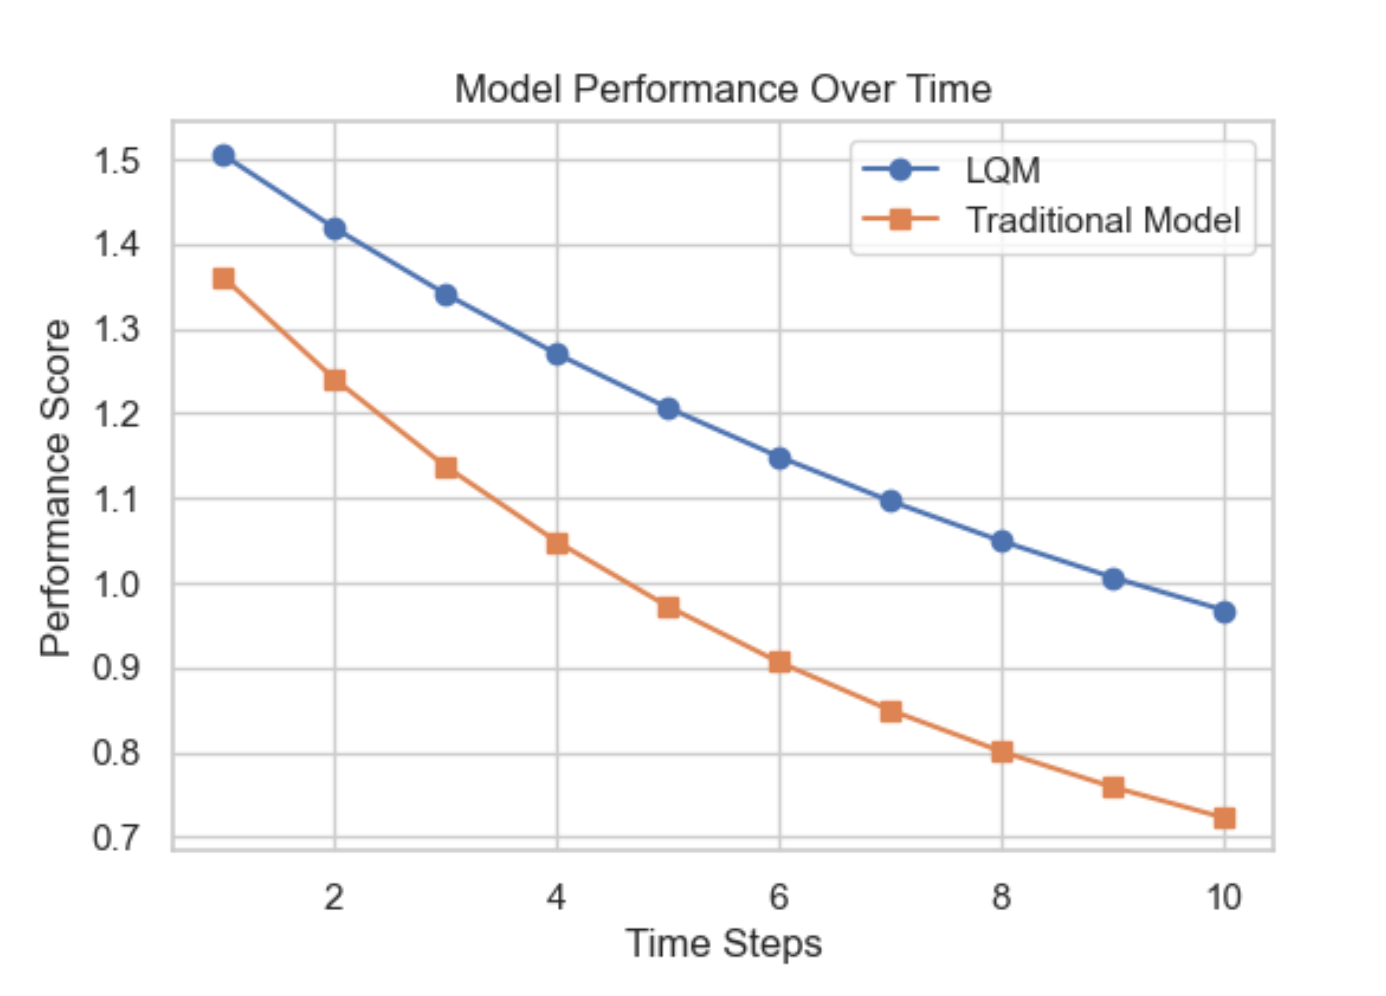 Model Performance Over Time
LQM
Traditional Model
Performance Score
1.5
1.4
1.3
1.2
1.1
1.0
0.9
0.8
0.7
2 4 6 8 10
Time Steps